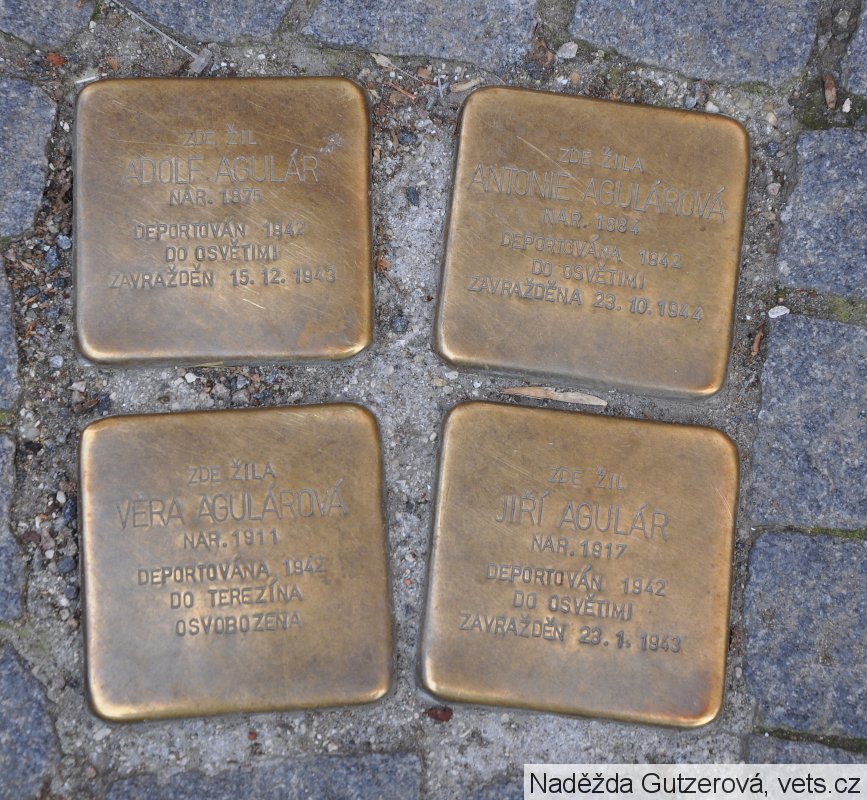 ZDE ŽIL
ADOLF AGULÁR
NAR. 1875
DEPORTOVÁN 1942
DO OSVĚTIMI
ZAVRAŽDĚN 15.12.1943
ZDE ŽILA
ANTONIE AGULÁROVÁ
NAR. 1884
DEPORTOVÁNA 1942
DO OSVĚTIMI
ZAVRAŽDĚNA 23.10.1944
ZDE ŽILA
VĚRA AGULÁROVÁ
NAR. 1911
DEPORTOVÁNA 1942
DO TEREZÍNA
OSVOBOZENA
ZDE ŽIL
JIŘÍ AGULÁR
NAR. 1917
DEPORTOVÁN 1942
DO OSVĚTIMI
ZAVRAŽDĚN 23.1.1943
Naděžda Gutzerová, vets.cz